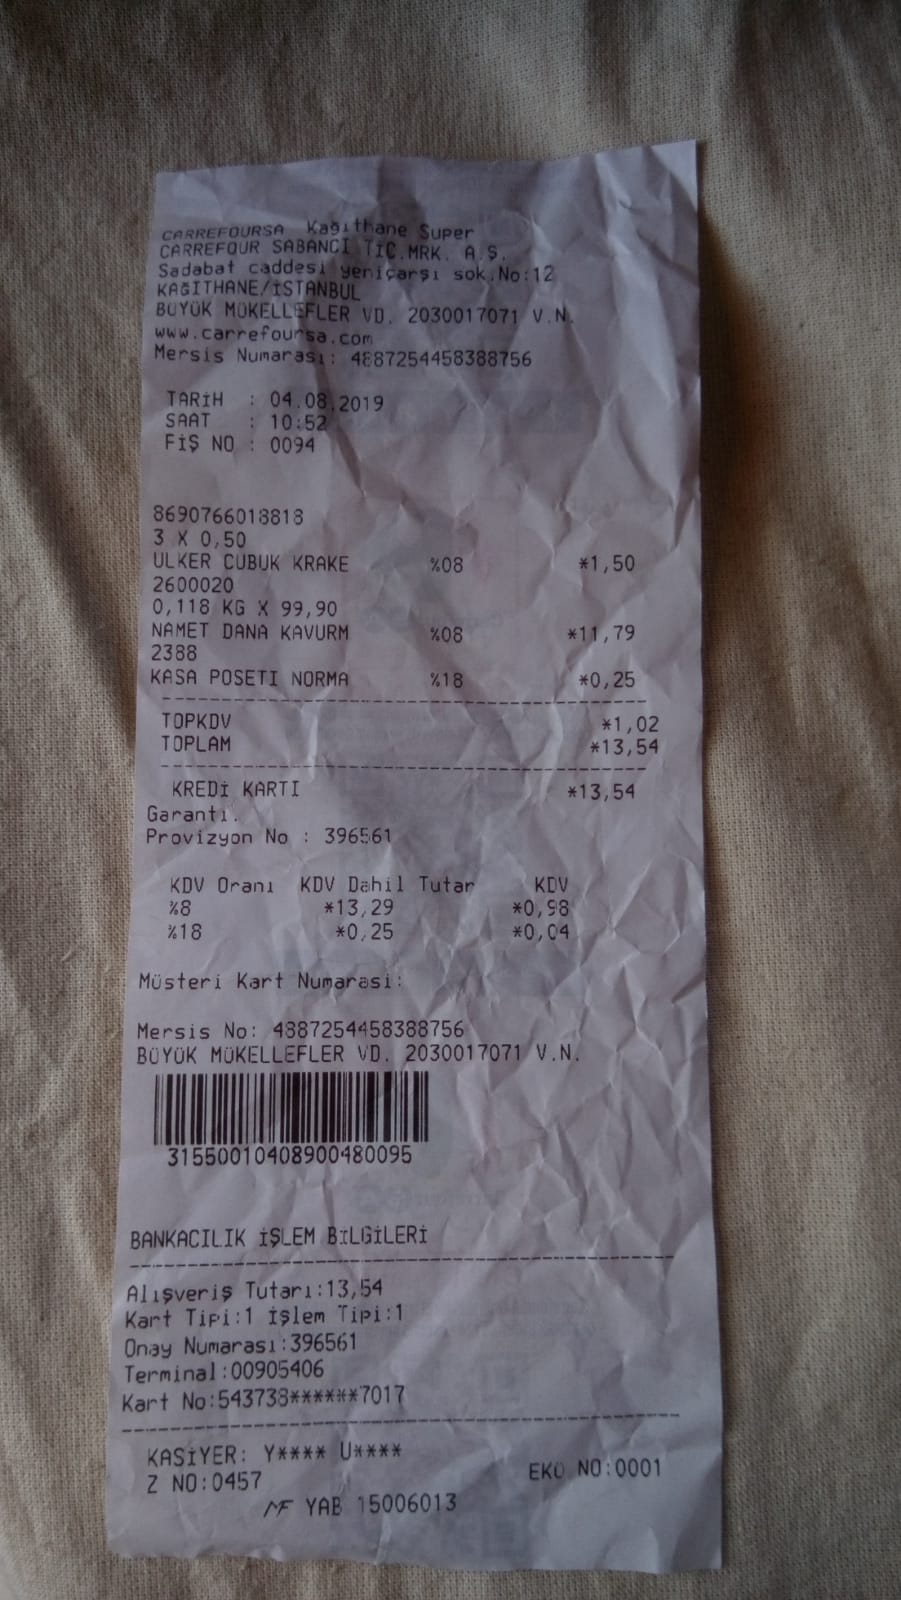 CARREFOURSA Kağıthane Super
CARREFOUR SABANCI TİC.MRK. A.Ş.
Sadabat caddesi yeniçarşı sok.No:12
KAĞITHANE/İSTANBUL
BÜYÜK MÜKELLEFLER VD. 2030017071 V.N.
www.carrefoursa.com
Mersis Numarası: 4887254458388756
TARİH : 04.08.2019
SAAT : 10:52
FİŞ NO : 0094
8690766018818
3 X 0,50
ULKER CUBUK KRAKE %08 *1,50
2600020
0,118 KG X 99,90
NAMET DANA KAVURM %08 *11,79
2388
KASA POSETI NORMA %18 *0,25
TOPKDV *1,02
TOPLAM *13,54
KREDİ KARTI *13,54
Garanti.
Provizyon No : 396561
KDV Oranı KDV Dahil Tutar KDV
%8 *13,29 *0,98
%18 *0,25 *0,04
Müşteri Kart Numarası:
Mersis No: 4887254458388756
BÜYÜK MÜKELLEFLER VD. 2030017071 V.N.
31550010408900480095
BANKACILIK İŞLEM BİLGİLERİ
Alışveriş Tutarı:13,54
Kart Tipi:1 İşlem Tipi:1
Onay Numarası:396561
Terminal:00905406
Kart No:543738******7017
KASİYER: Y**** U****
Z NO:0457 EKÜ NO:0001
MF YAB 15006013